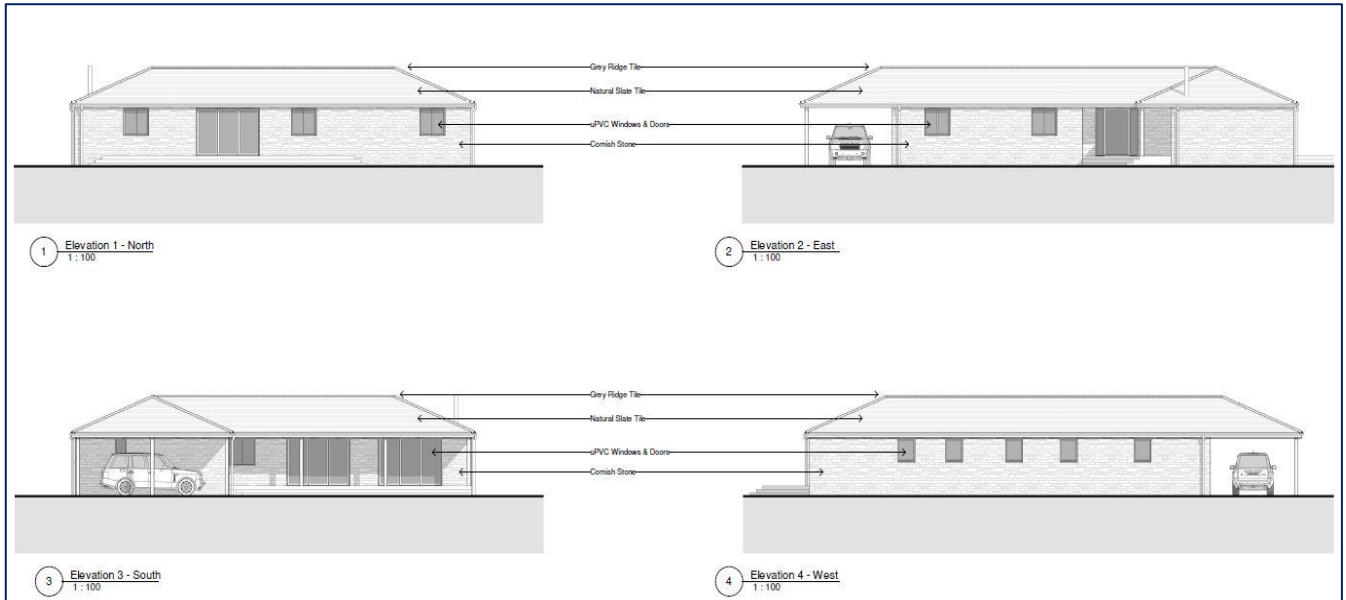 Grey Ridge Tile
Natural Slate Tile
uPVC Windows & Doors
Cornish Stone
1 Elevation 1 - North
1 : 100
2 Elevation 2 - East
1 : 100
Grey Ridge Tile
Natural Slate Tile
uPVC Windows & Doors
Cornish Stone
3 Elevation 3 - South
1 : 100
4 Elevation 4 - West
1 : 100